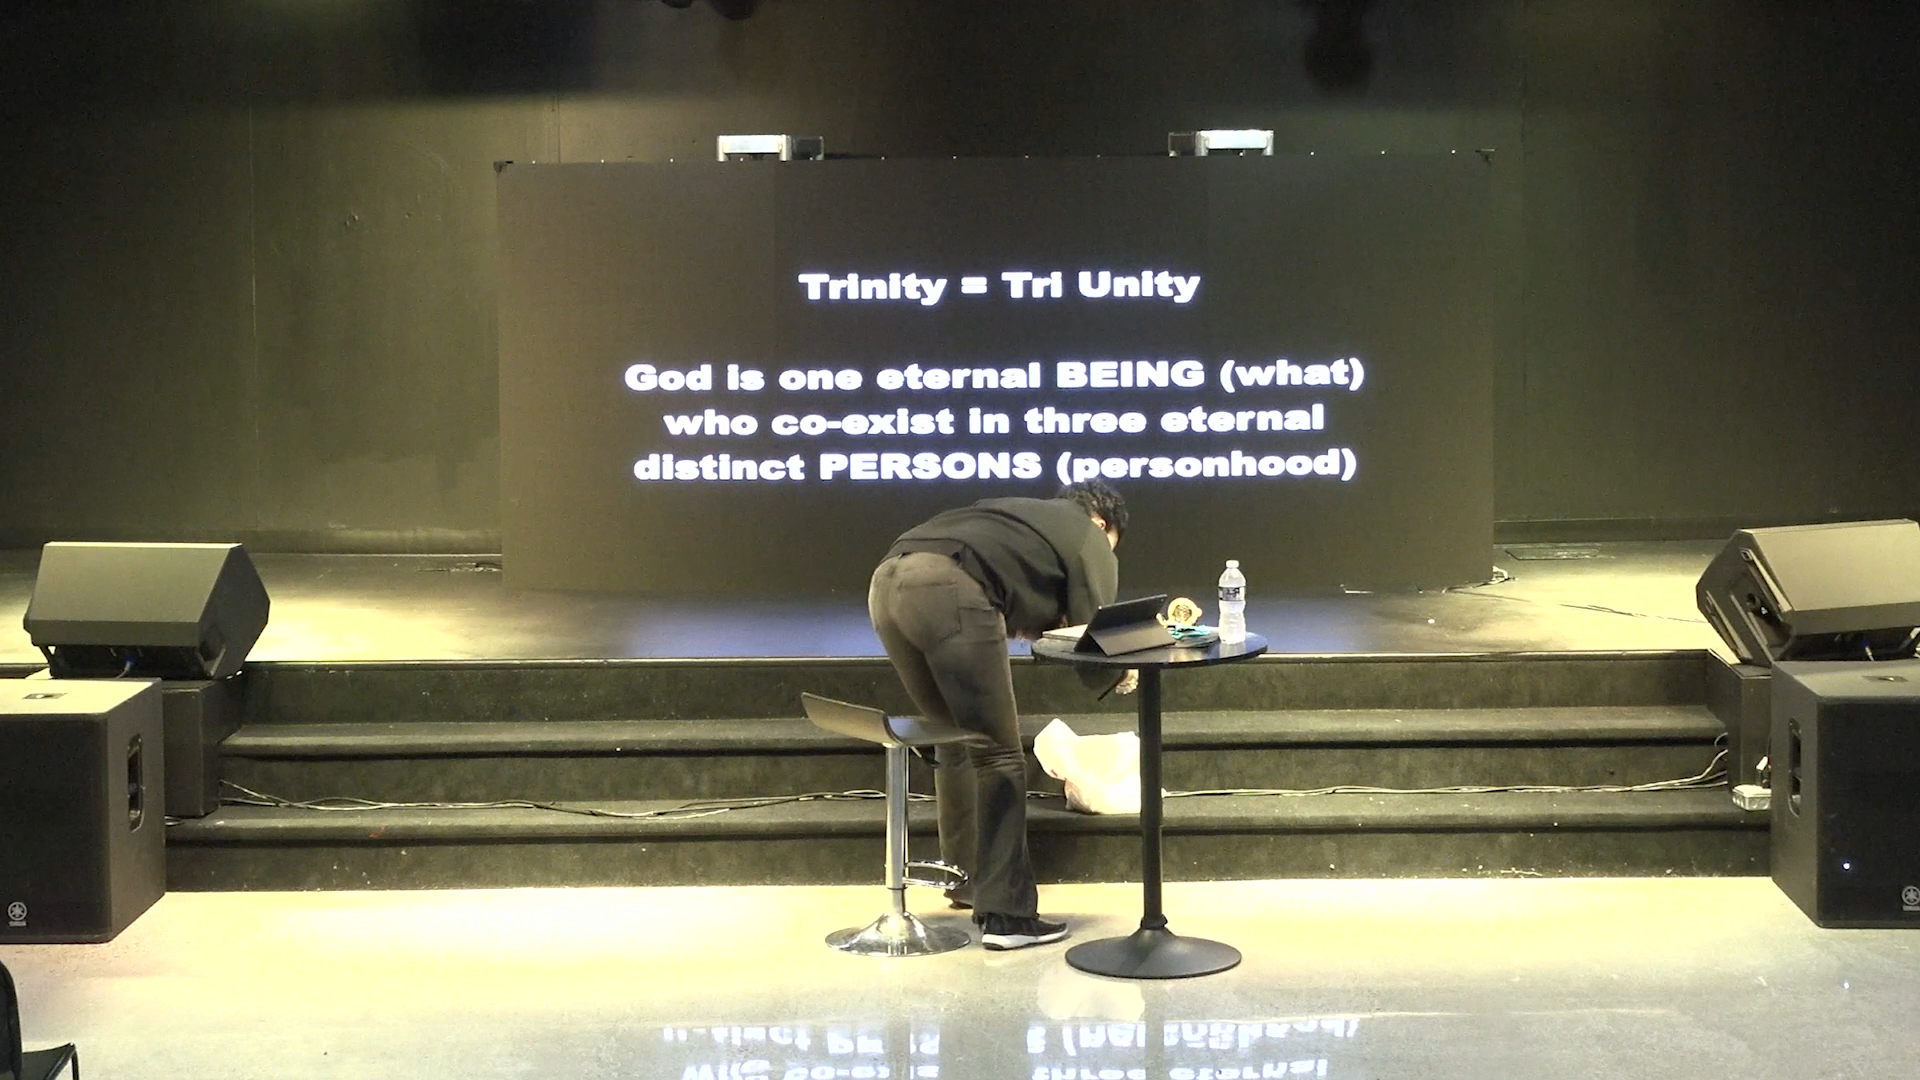 Trinity = Tri Unity
God is one eternal BEING (what)
who co-exist in three eternal
distinct PERSONS (personhood)